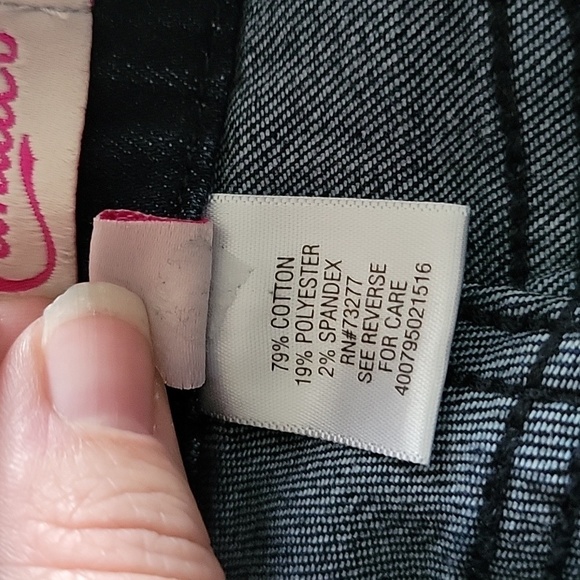 79% COTTON
19% POLYESTER
2% SPANDEX
RN#73277
SEE REVERSE
FOR CARE
400795021516